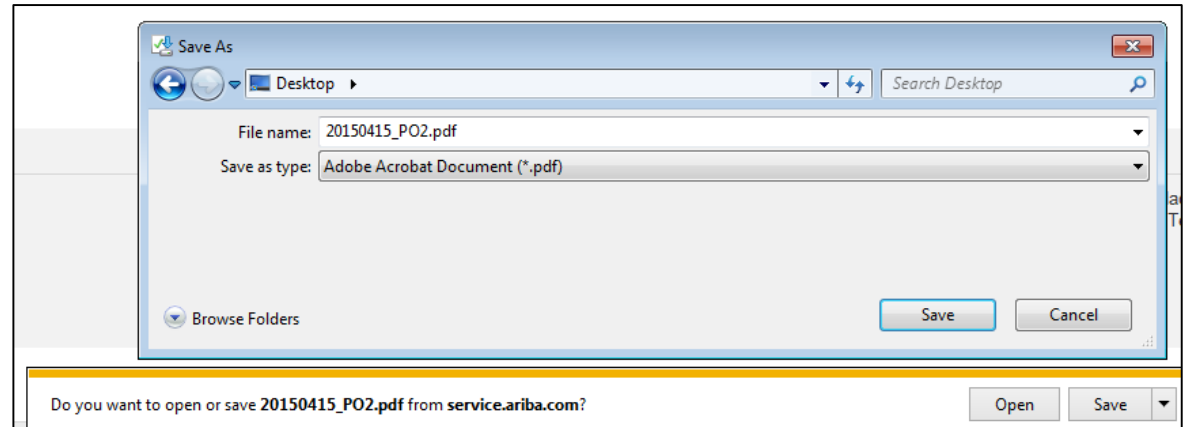 Save As
Desktop
Search Desktop
File name: 20150415_PO2.pdf
Save as type: Adobe Acrobat Document (*.pdf)
Browse Folders
Save Cancel
Do you want to open or save 20150415_PO2.pdf from service.ariba.com?
Open Save